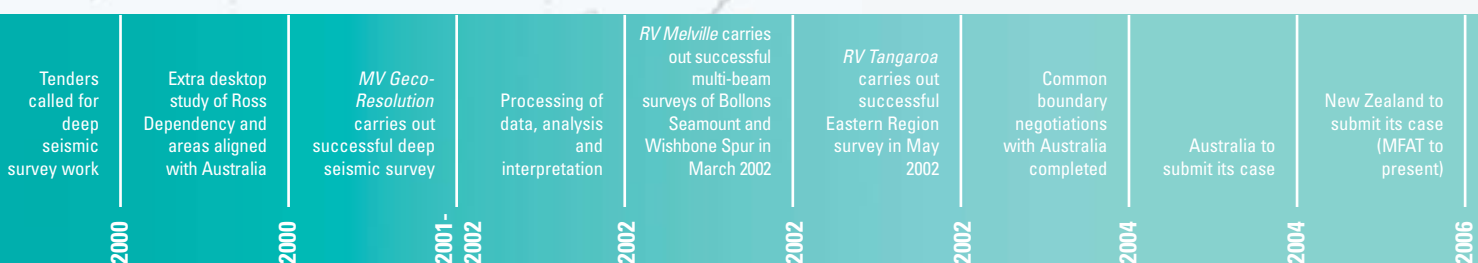 Tenders
called for
deep
seismic
survey work
2000
Extra desktop
study of Ross
Dependency and
areas aligned
with Australia
2000
MV Geco-
Resolution
carries out
successful deep
seismic survey
2001-
2002
Processing of
data, analysis
and
interpretation
2002
RV Melville carries
out successful
multi-beam
surveys of Bollons
Seamount and
Wishbone Spur in
March 2002
2002
RV Tangaroa
carries out
successful
Eastern Region
survey in May
2002
2002
Common
boundary
negotiations
with Australia
completed
2004
Australia to
submit its case
2004
New Zealand to
submit its case
(MFAT to
present)
2006